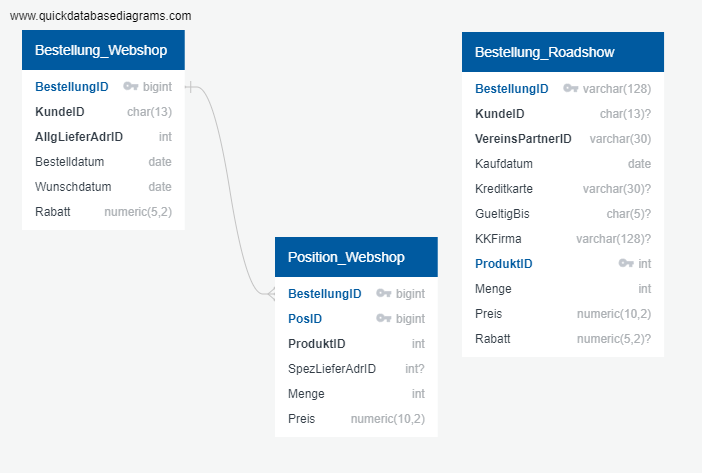 www.quickdatabasediagrams.com
Bestellung_Webshop
BestellungID bigint
KundeID char(13)
AllgLieferAdrID int
Bestelldatum date
Wunschdatum date
Rabatt numeric(5,2)
Position_Webshop
BestellungID bigint
PosID bigint
ProduktID int
SpezLieferAdrID int?
Menge int
Preis numeric(10,2)
Bestellung_Roadshow
BestellungID varchar(128)
KundeID char(13)?
VereinsPartnerID varchar(30)
Kaufdatum date
Kreditkarte varchar(30)?
GueltigBis char(5)?
KKFirma varchar(128)?
ProduktID int
Menge int
Preis numeric(10,2)
Rabatt numeric(5,2)?